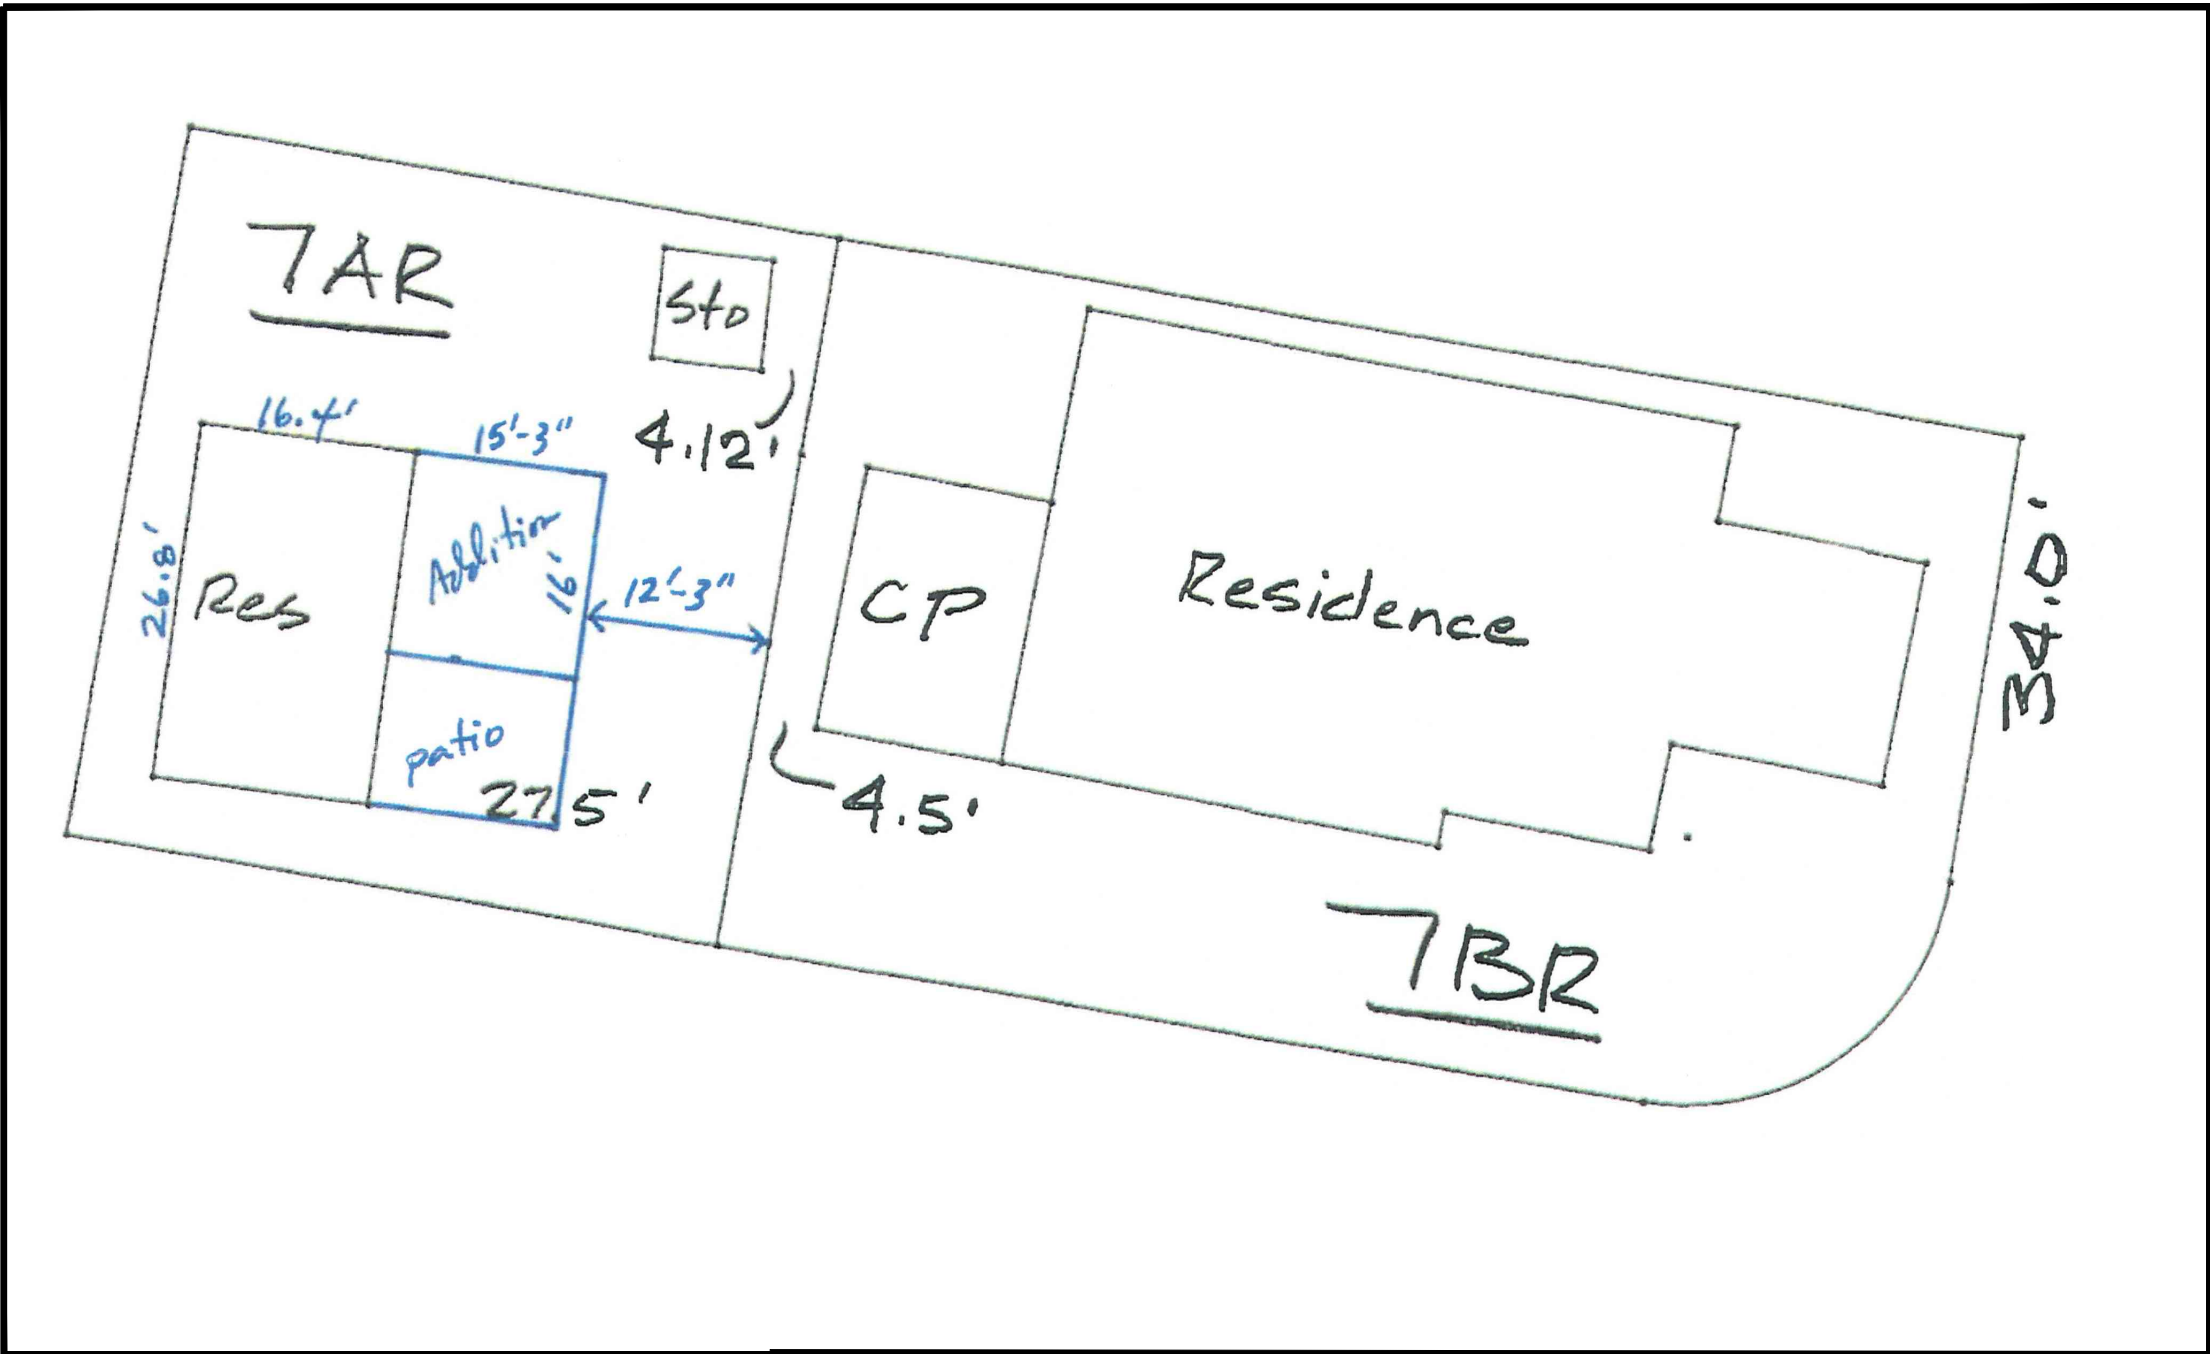 7AR
Sto
16.4'
15'-3"
4.12'
26.8'
Res
Addition
16'
12'-3"
patio
27.5'
CP
Residence
34.0'
4.5'
7BR